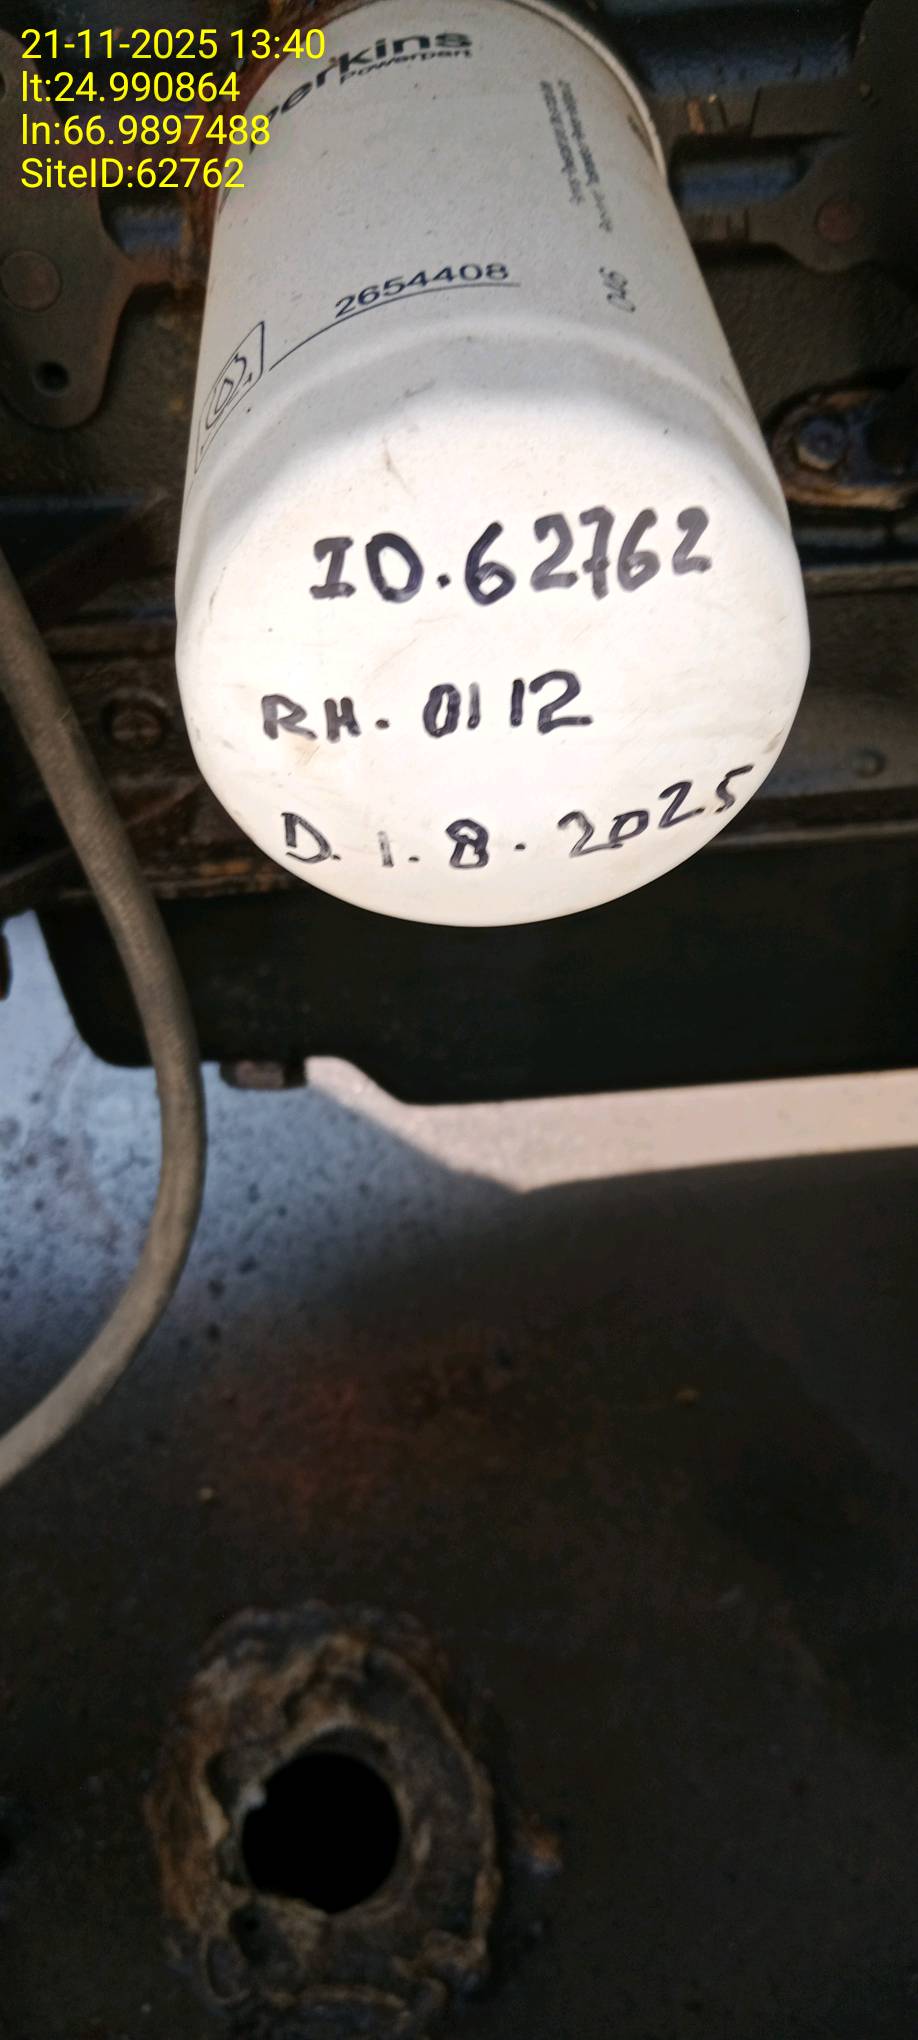 21-11-2025 13:40
lt:24.990864
ln:66.9897488
SiteID:62762
perkins
Powerpart
2654408
ID.62762
RH. 0112
D. 1. 8. 2025